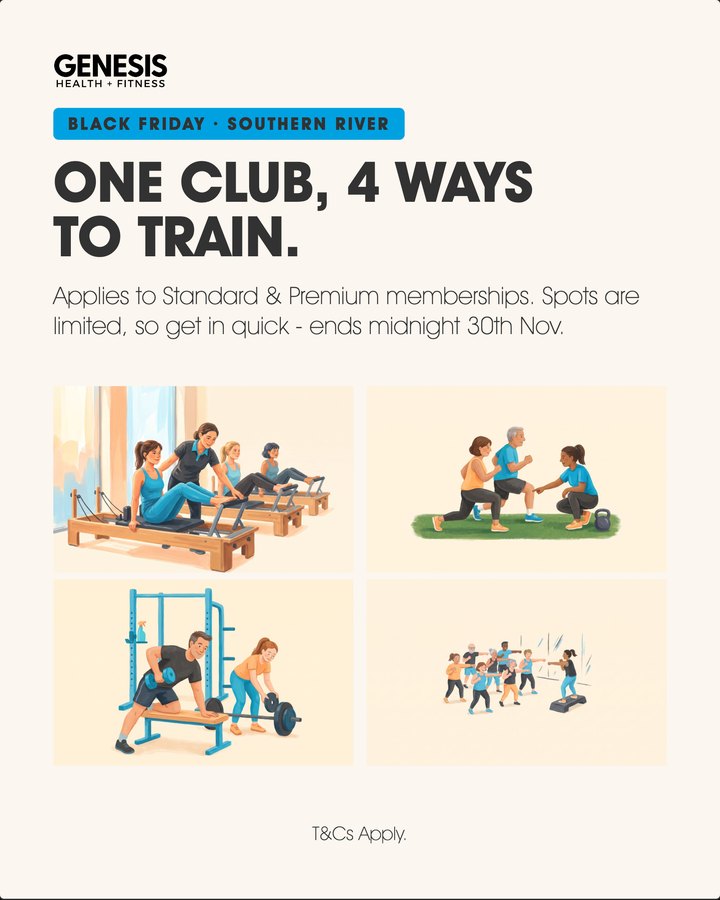 GENESIS
HEALTH + FITNESS
BLACK FRIDAY · SOUTHERN RIVER
ONE CLUB, 4 WAYS
TO TRAIN.
Applies to Standard & Premium memberships. Spots are
limited, so get in quick - ends midnight 30th Nov.
T&Cs Apply.